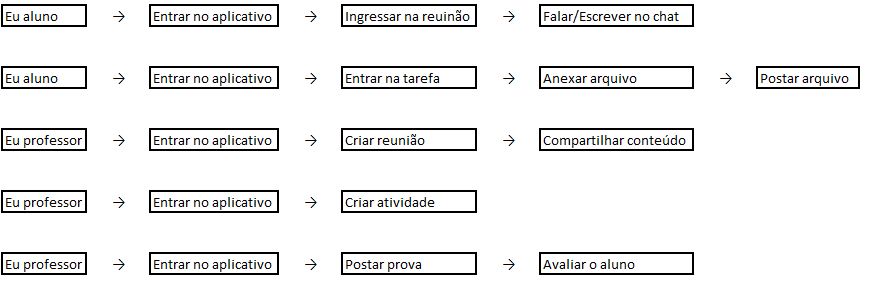 Eu aluno → Entrar no aplicativo → Ingressar na reuinão → Falar/Escrever no chat
Eu aluno → Entrar no aplicativo → Entrar na tarefa → Anexar arquivo → Postar arquivo
Eu professor → Entrar no aplicativo → Criar reunião → Compartilhar conteúdo
Eu professor → Entrar no aplicativo → Criar atividade
Eu professor → Entrar no aplicativo → Postar prova → Avaliar o aluno